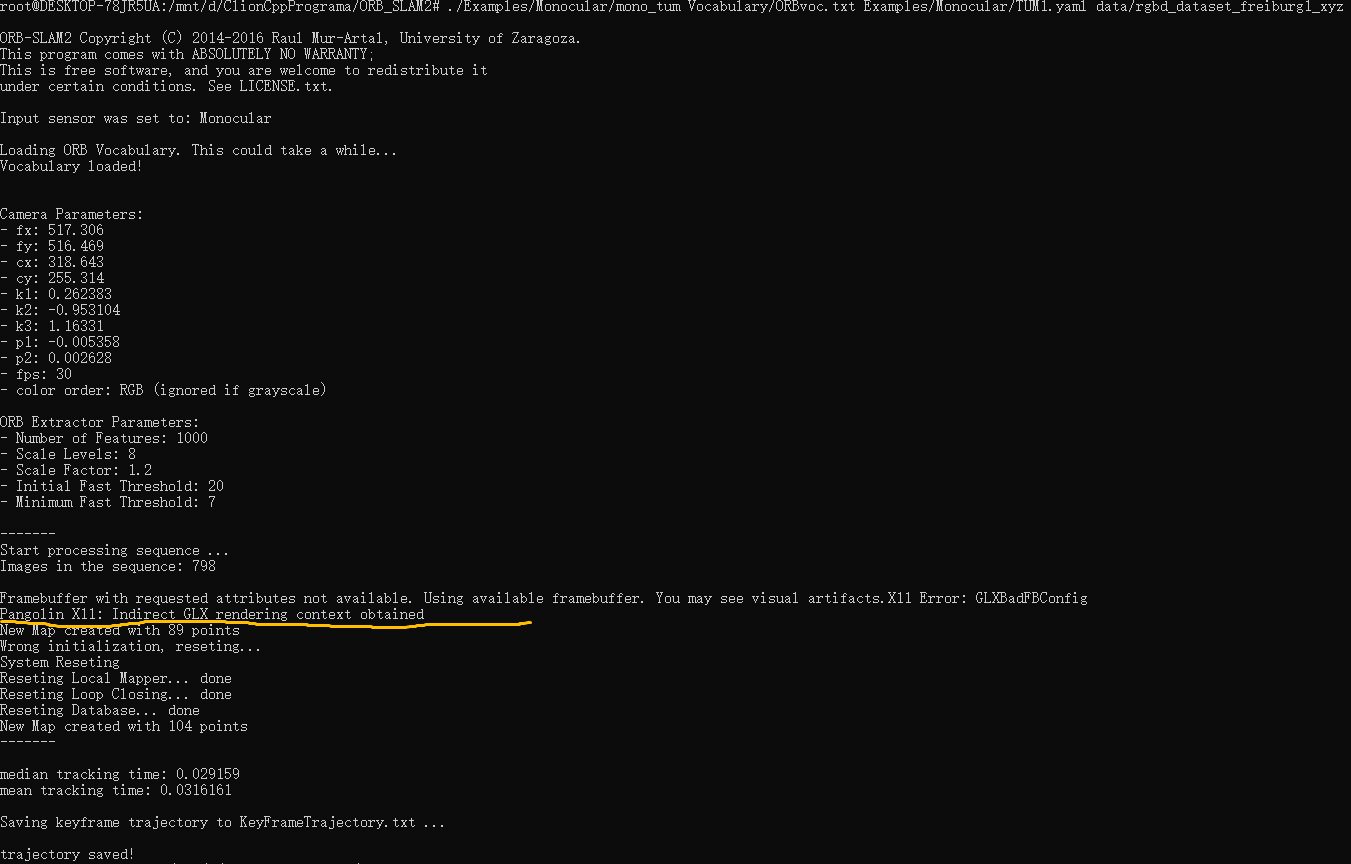 root@DESKTOP-78JR5UA:/mnt/d/ClionCppPrograma/ORB_SLAM2# ./Examples/Monocular/mono_tum Vocabulary/ORBvoc.txt Examples/Monocular/TUM1.yaml data/rgbd_dataset_freiburg1_xyz
ORB-SLAM2 Copyright (C) 2014-2016 Raul Mur-Artal, University of Zaragoza.
This program comes with ABSOLUTELY NO WARRANTY;
This is free software, and you are welcome to redistribute it
under certain conditions. See LICENSE.txt.
Input sensor was set to: Monocular
Loading ORB Vocabulary. This could take a while...
Vocabulary loaded!
Camera Parameters:
- fx: 517.306
- fy: 516.469
- cx: 318.643
- cy: 255.314
- k1: 0.262383
- k2: -0.953104
- k3: 1.16331
- p1: -0.005358
- p2: 0.002628
- fps: 30
- color order: RGB (ignored if grayscale)
ORB Extractor Parameters:
- Number of Features: 1000
- Scale Levels: 8
- Scale Factor: 1.2
- Initial Fast Threshold: 20
- Minimum Fast Threshold: 7
-------
Start processing sequence ...
Images in the sequence: 798
Framebuffer with requested attributes not available. Using available framebuffer. You may see visual artifacts.X11 Error: GLXBadFBConfig
Pangolin X11: Indirect GLX rendering context obtained
New Map created with 89 points
Wrong initialization, reseting...
System Reseting
Reseting Local Mapper... done
Reseting Loop Closing... done
Reseting Database... done
New Map created with 104 points
-------
median tracking time: 0.029159
mean tracking time: 0.0316161
Saving keyframe trajectory to KeyFrameTrajectory.txt ...
trajectory saved!